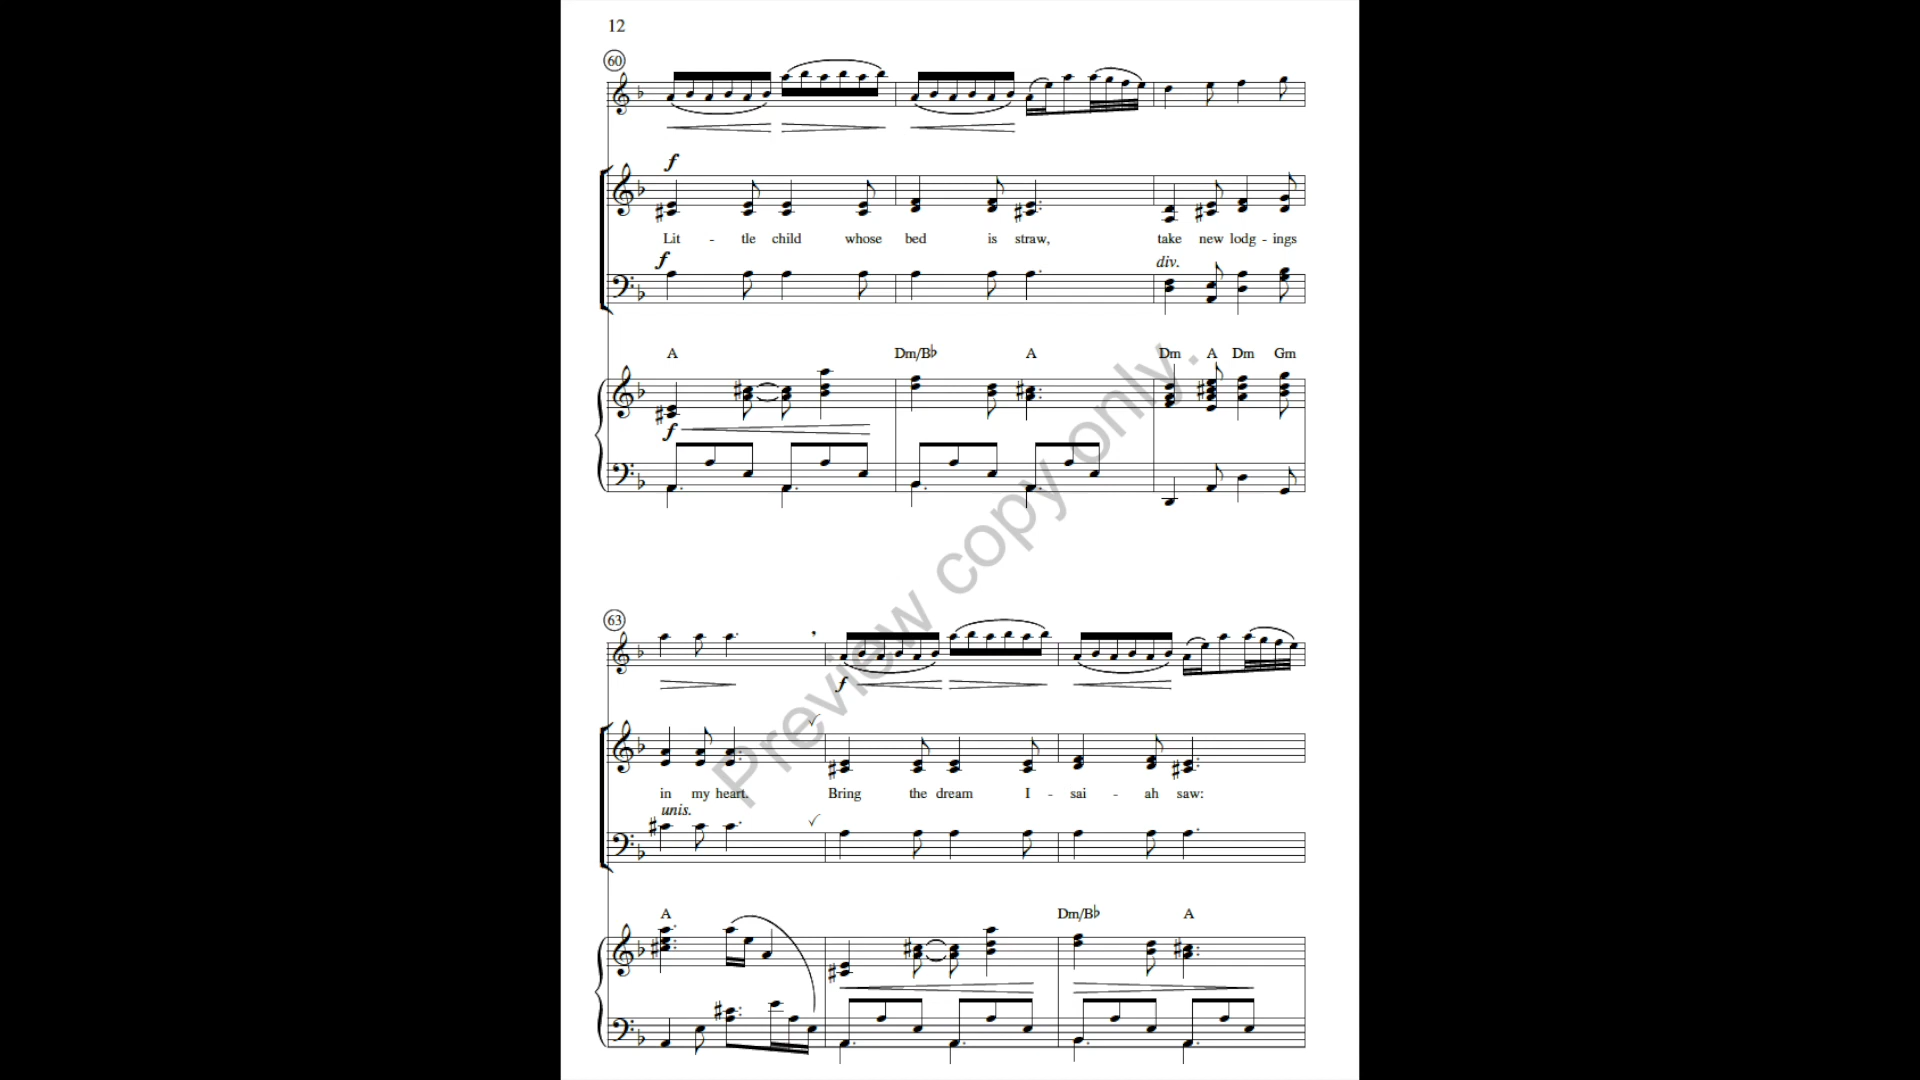 12
60
f
Lit - tle child whose bed is straw, take new lodg - ings
f
div.
A Dm/B♭ A Dm A Dm Gm
f
Preview copy only.
63
f
in my heart. Bring the dream I - sai - ah saw:
unis.
A Dm/B♭ A